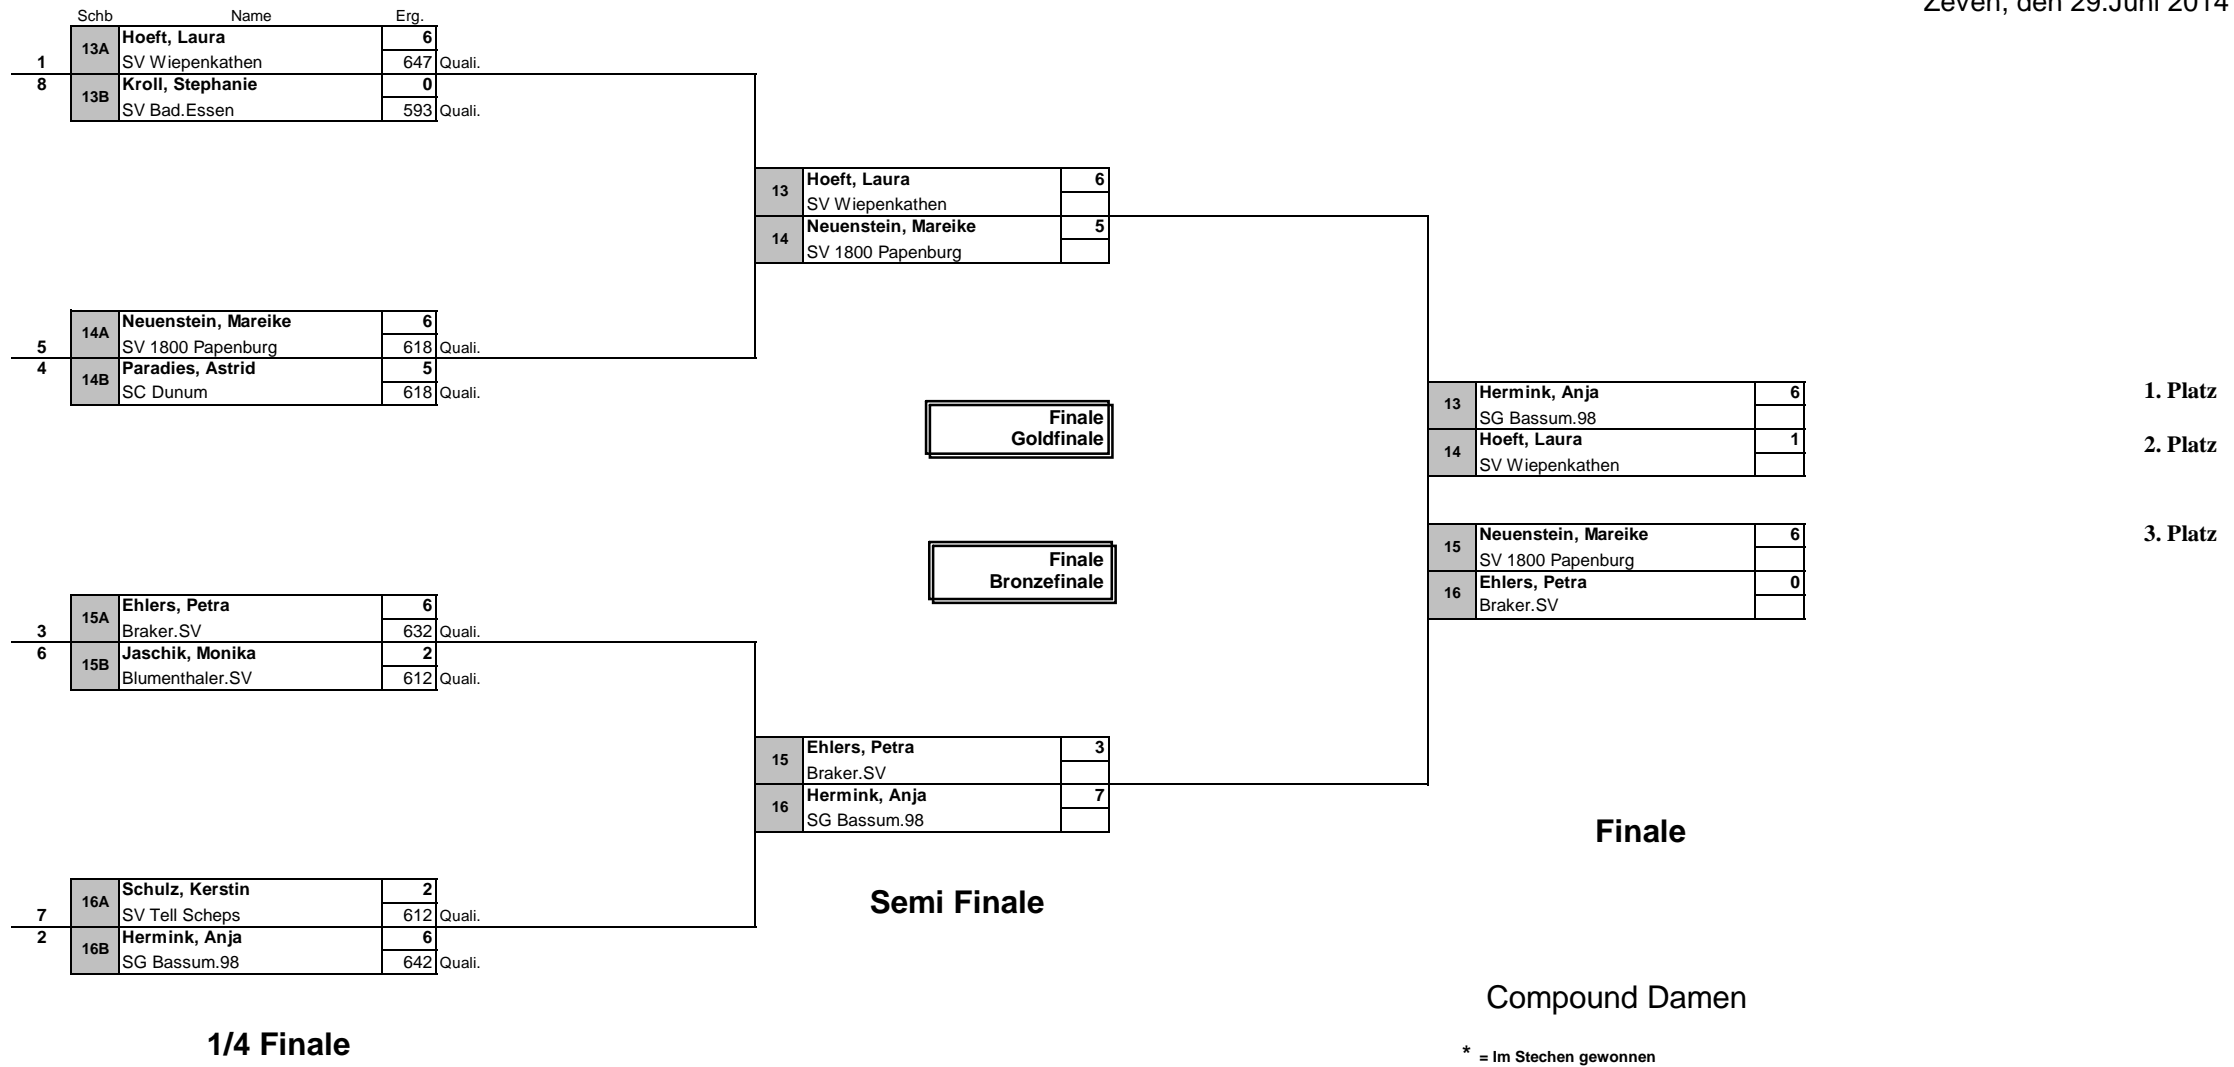 Zeven, den 29.Juni 2014
Schb Name Erg.
13A Hoeft, Laura 6
1 SV Wiepenkathen 647 Quali.
8 13B Kroll, Stephanie 0
SV Bad.Essen 593 Quali.
13 Hoeft, Laura 6
SV Wiepenkathen
14 Neuenstein, Mareike 5
SV 1800 Papenburg
14A Neuenstein, Mareike 6
5 SV 1800 Papenburg 618 Quali.
4 14B Paradies, Astrid 5
SC Dunum 618 Quali.
Finale
Goldfinale
13 Hermink, Anja 6 1. Platz
SG Bassum.98
14 Hoeft, Laura 1 2. Platz
SV Wiepenkathen
Finale
Bronzefinale
15 Neuenstein, Mareike 6 3. Platz
SV 1800 Papenburg
16 Ehlers, Petra 0
Braker.SV
15A Ehlers, Petra 6
3 Braker.SV 632 Quali.
6 15B Jaschik, Monika 2
Blumenthaler.SV 612 Quali.
15 Ehlers, Petra 3
Braker.SV
16 Hermink, Anja 7
SG Bassum.98
Finale
16A Schulz, Kerstin 2
7 SV Tell Scheps 612 Quali.
2 16B Hermink, Anja 6
SG Bassum.98 642 Quali.
Semi Finale
Compound Damen
1/4 Finale
* = Im Stechen gewonnen